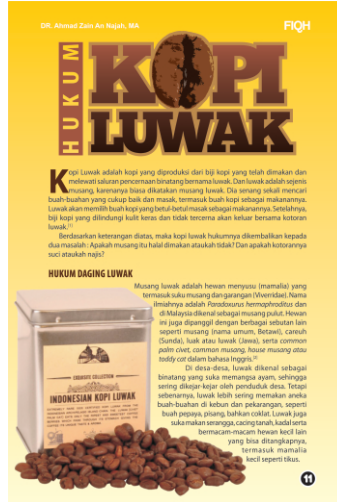 DR. Ahmad Zain An Najah, MA
FIQH
HUKUM
KOPI
LUWAK
Kopi Luwak adalah kopi yang diproduksi dari biji kopi yang telah dimakan dan
melewati saluran pencernaan binatang bernama luwak. Dan luwak adalah sejenis
musang, karenanya biasa dikatakan musang luwak. Dia senang sekali mencari
buah-buahan yang cukup baik dan masak, termasuk buah kopi sebagai makanannya.
Luwak akan memilih buah kopi yang betul-betul masak sebagai makanannya. Setelahnya,
biji kopi yang dilindungi kulit keras dan tidak tercerna akan keluar bersama kotoran
luwak.[1]
Berdasarkan keterangan diatas, maka kopi luwak hukumnya dikembalikan kepada
dua masalah : Apakah musang itu halal dimakan ataukah tidak? Dan apakah kotorannya
suci ataukah najis?
HUKUM DAGING LUWAK
Musang luwak adalah hewan menyusu (mamalia) yang
termasuk suku musang dan garangan (Viverridae). Nama
ilmiahnya adalah Paradoxurus hermaphroditus dan
di Malaysia dikenal sebagai musang pulut. Hewan
ini juga dipanggil dengan berbagai sebutan lain
seperti musang (nama umum, Betawi), careuh
(Sunda), luak atau luwak (Jawa), serta common
palm civet, common musang, house musang atau
toddy cat dalam bahasa Inggris.[2]
Di desa-desa, luwak dikenal sebagai
binatang yang suka memangsa ayam, sehingga
sering dikejar-kejar oleh penduduk desa. Tetapi
sebenarnya, luwak lebih sering memakan aneka
buah-buahan di kebun dan pekarangan, seperti
buah pepaya, pisang, bahkan coklat. Luwak juga
suka makan serangga, cacing tanah, kadal serta
bermacam-macam hewan kecil lain
yang bisa ditangkapnya,
termasuk mamalia
kecil seperti tikus.
INDONESIAN KOPI LUWAK
11